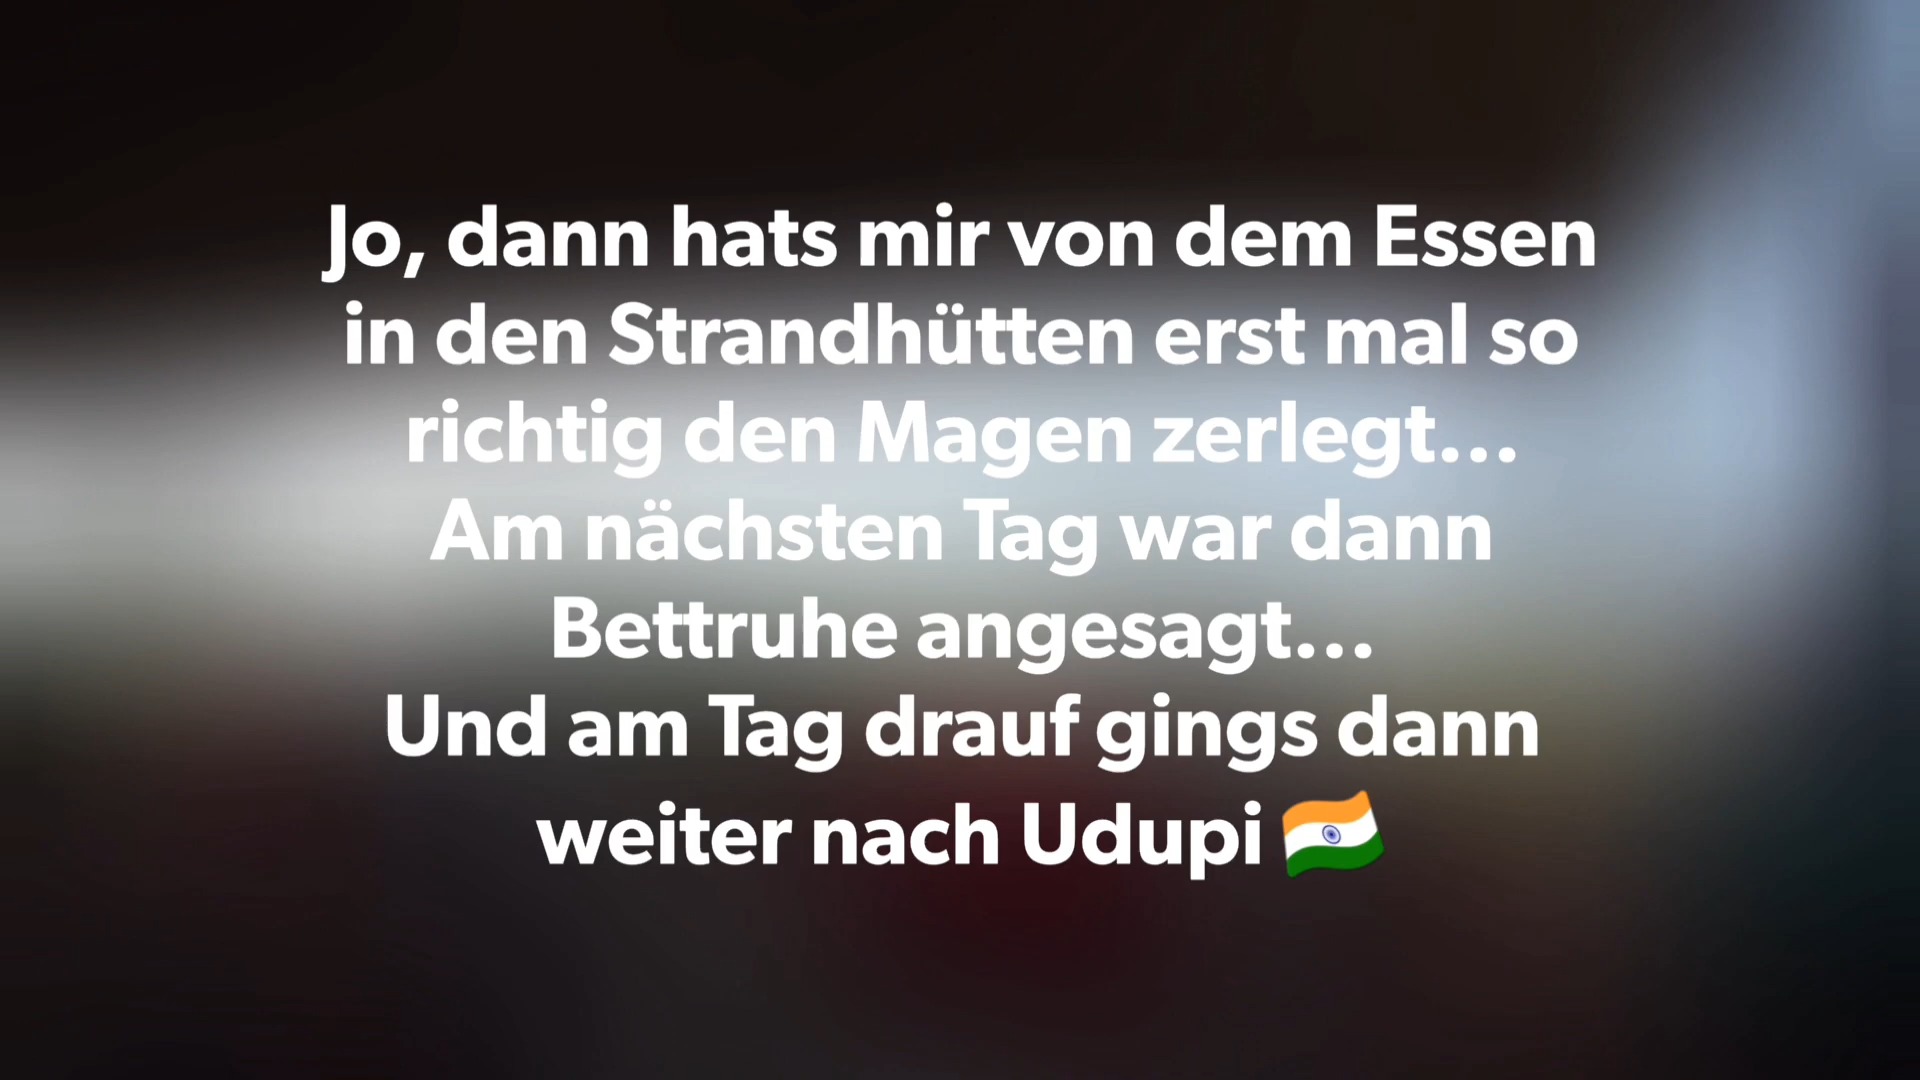 Jo, dann hats mir von dem Essen
in den Strandhütten erst mal so
richtig den Magen zerlegt...
Am nächsten Tag war dann
Bettruhe angesagt...
Und am Tag drauf gings dann
weiter nach Udupi 🇮🇳